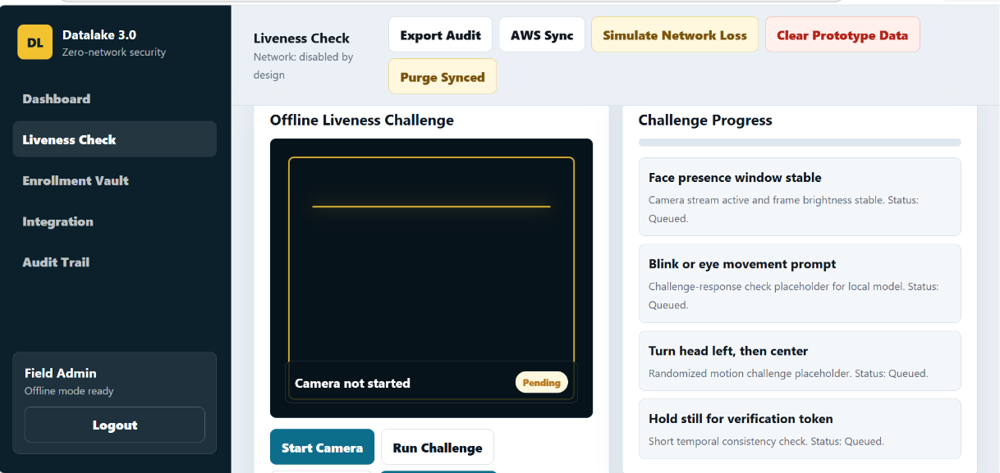 DL
Datalake 3.0
Zero-network security
Dashboard
Liveness Check
Enrollment Vault
Integration
Audit Trail
Field Admin
Offline mode ready
Logout
Liveness Check
Network: disabled by
design
Export Audit
AWS Sync
Simulate Network Loss
Clear Prototype Data
Purge Synced
Offline Liveness Challenge
Camera not started
Pending
Start Camera
Run Challenge
Challenge Progress
Face presence window stable
Camera stream active and frame brightness stable. Status:
Queued.
Blink or eye movement prompt
Challenge-response check placeholder for local model. Status:
Queued.
Turn head left, then center
Randomized motion challenge placeholder. Status: Queued.
Hold still for verification token
Short temporal consistency check. Status: Queued.